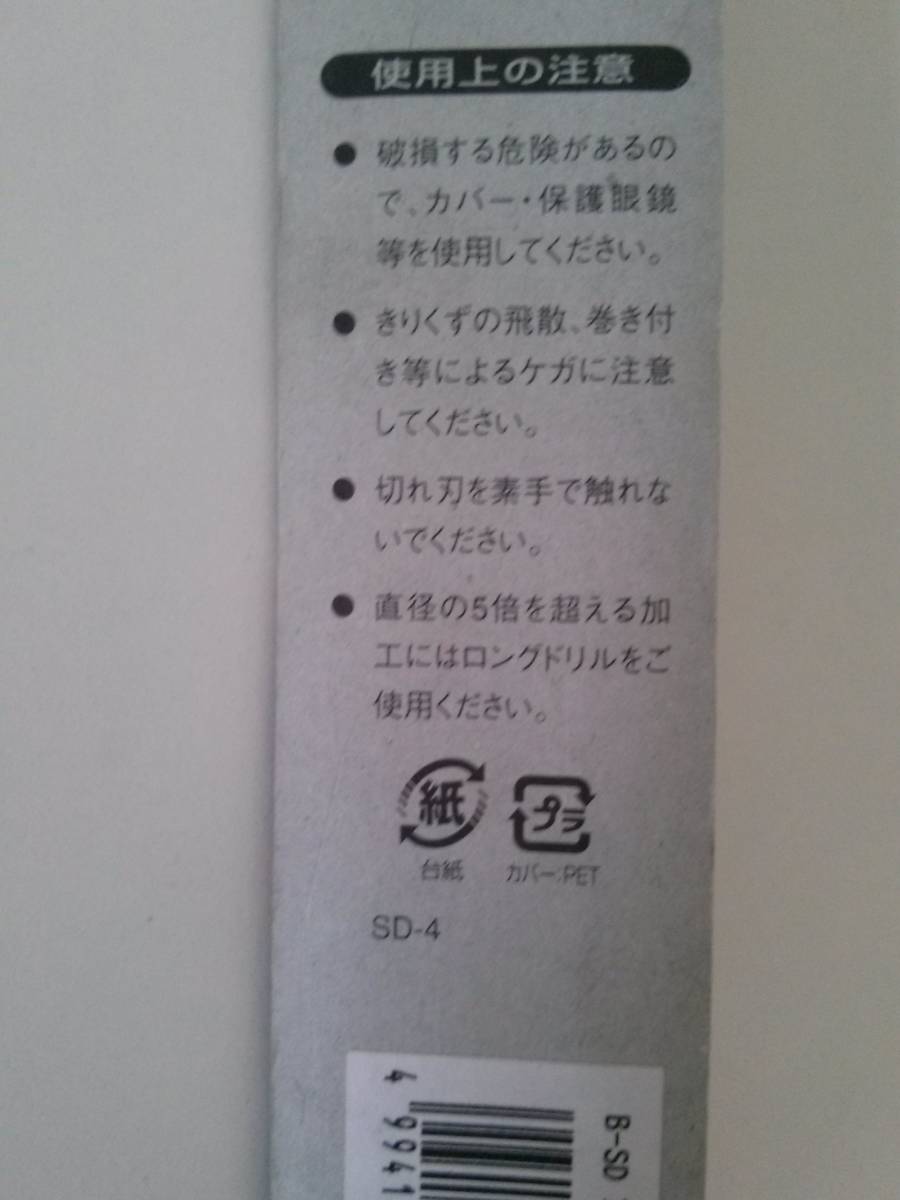 使用上の注意
● 破損する危険があるの
で、カバー・保護眼鏡
等を使用してください。
● きりくずの飛散、巻き付
き等によるケガに注意
してください。
● 切れ刃を素手で触れな
いでください。
● 直径の5倍を超える加
工にはロングドリルをご
使用ください。
紙
プラ
台紙
カバー:PET
SD-4
B-SD
4 9941